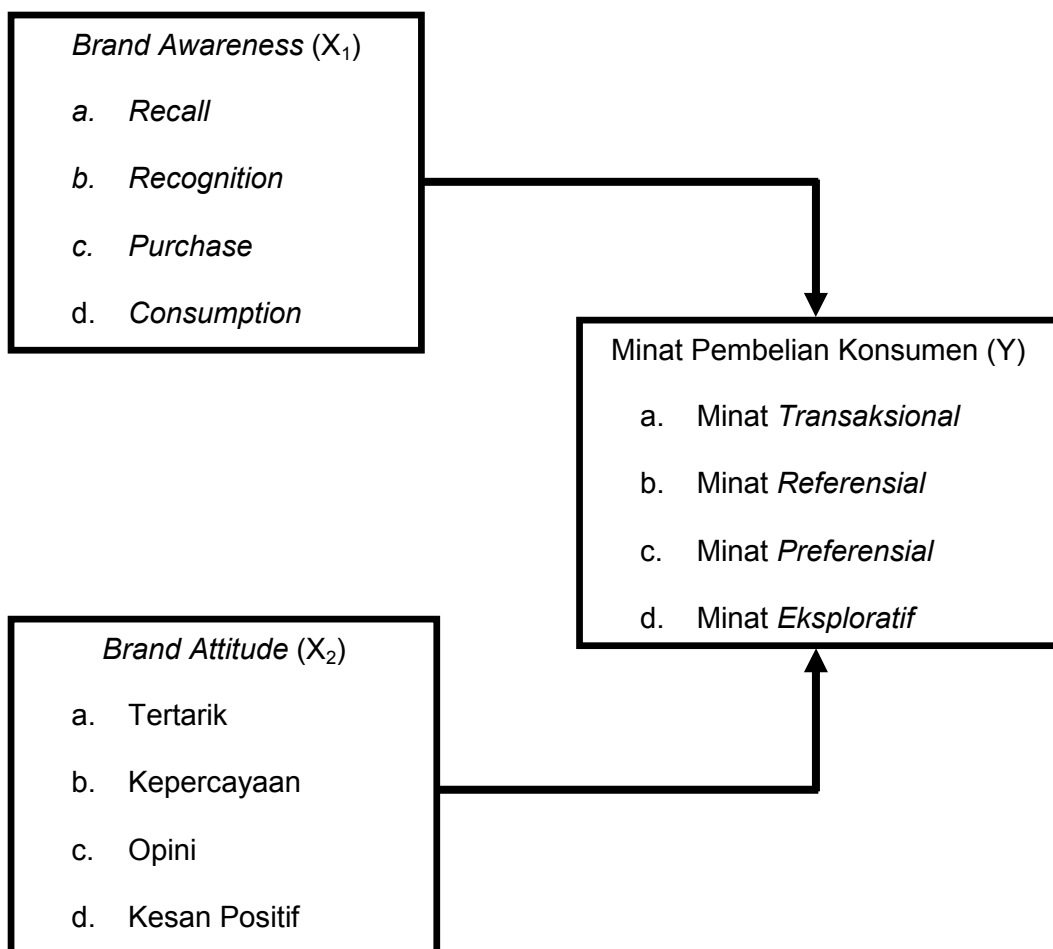 Brand Awareness (X₁)
a. Recall
b. Recognition
c. Purchase
d. Consumption
Minat Pembelian Konsumen (Y)
a. Minat Transaksional
b. Minat Referensial
c. Minat Preferensial
d. Minat Eksploratif
Brand Attitude (X₂)
a. Tertarik
b. Kepercayaan
c. Opini
d. Kesan Positif